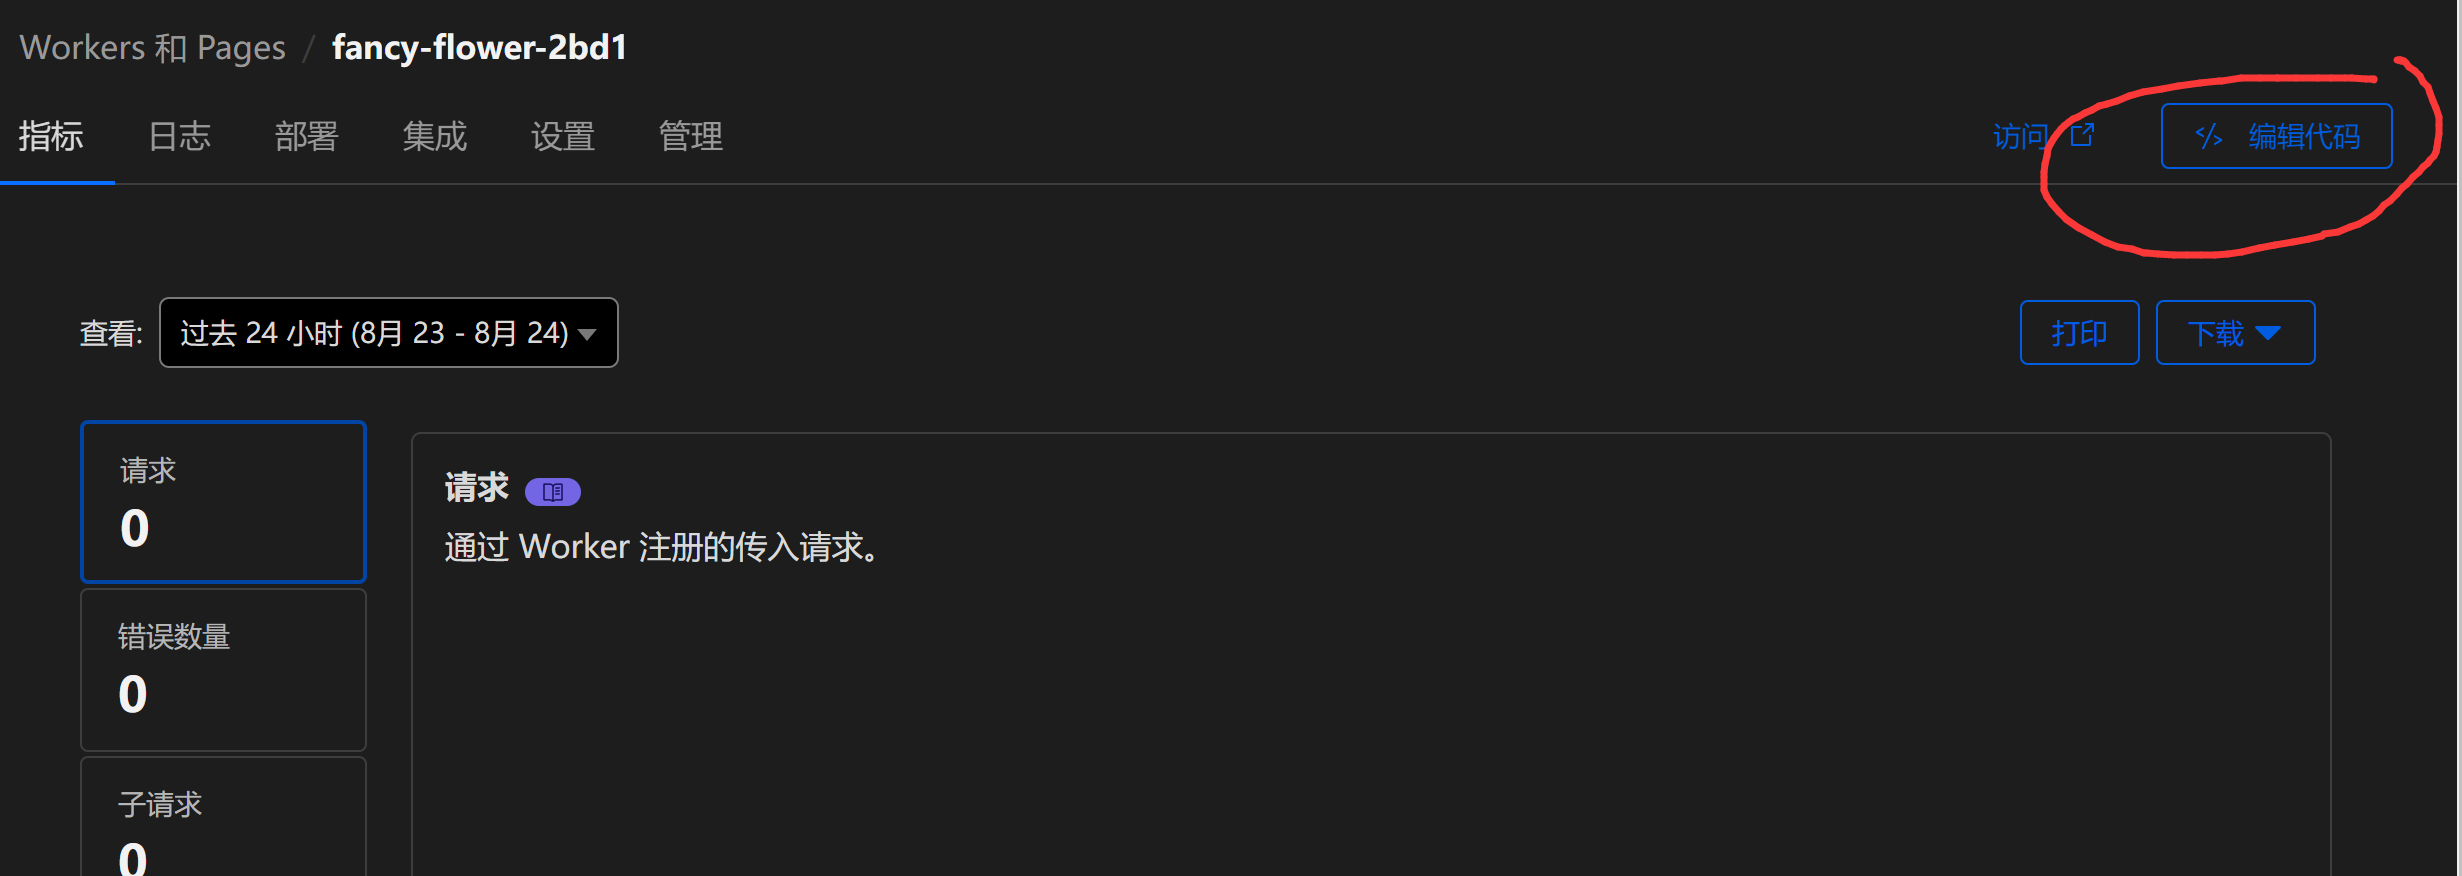 Workers 和 Pages / fancy-flower-2bd1
指标 日志 部署 集成 设置 管理 访问 </> 编辑代码
查看: 过去 24 小时 (8月 23 - 8月 24) 打印 下载
请求
0
错误数量
0
子请求
0
请求
通过 Worker 注册的传入请求。